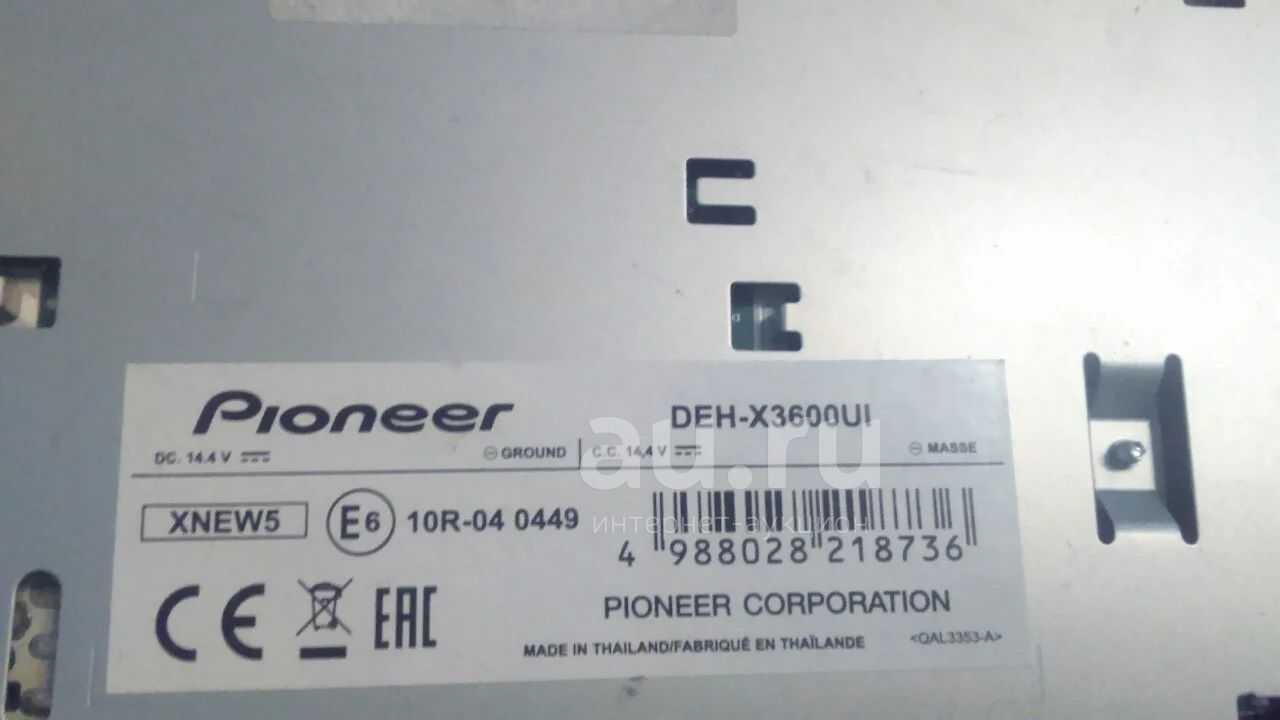 Pioneer DEH-X3600UI
DC. 14.4 V ⊖ GROUND C.C. 14.4 V ⊖ MASSE
au.ru
XNEW5 E6 10R-04 0449
интернет-аукцион
4 988028 218736
CE EAC
PIONEER CORPORATION
MADE IN THAILAND/FABRIQUÉ EN THAÏLANDE <QAL3353-A>